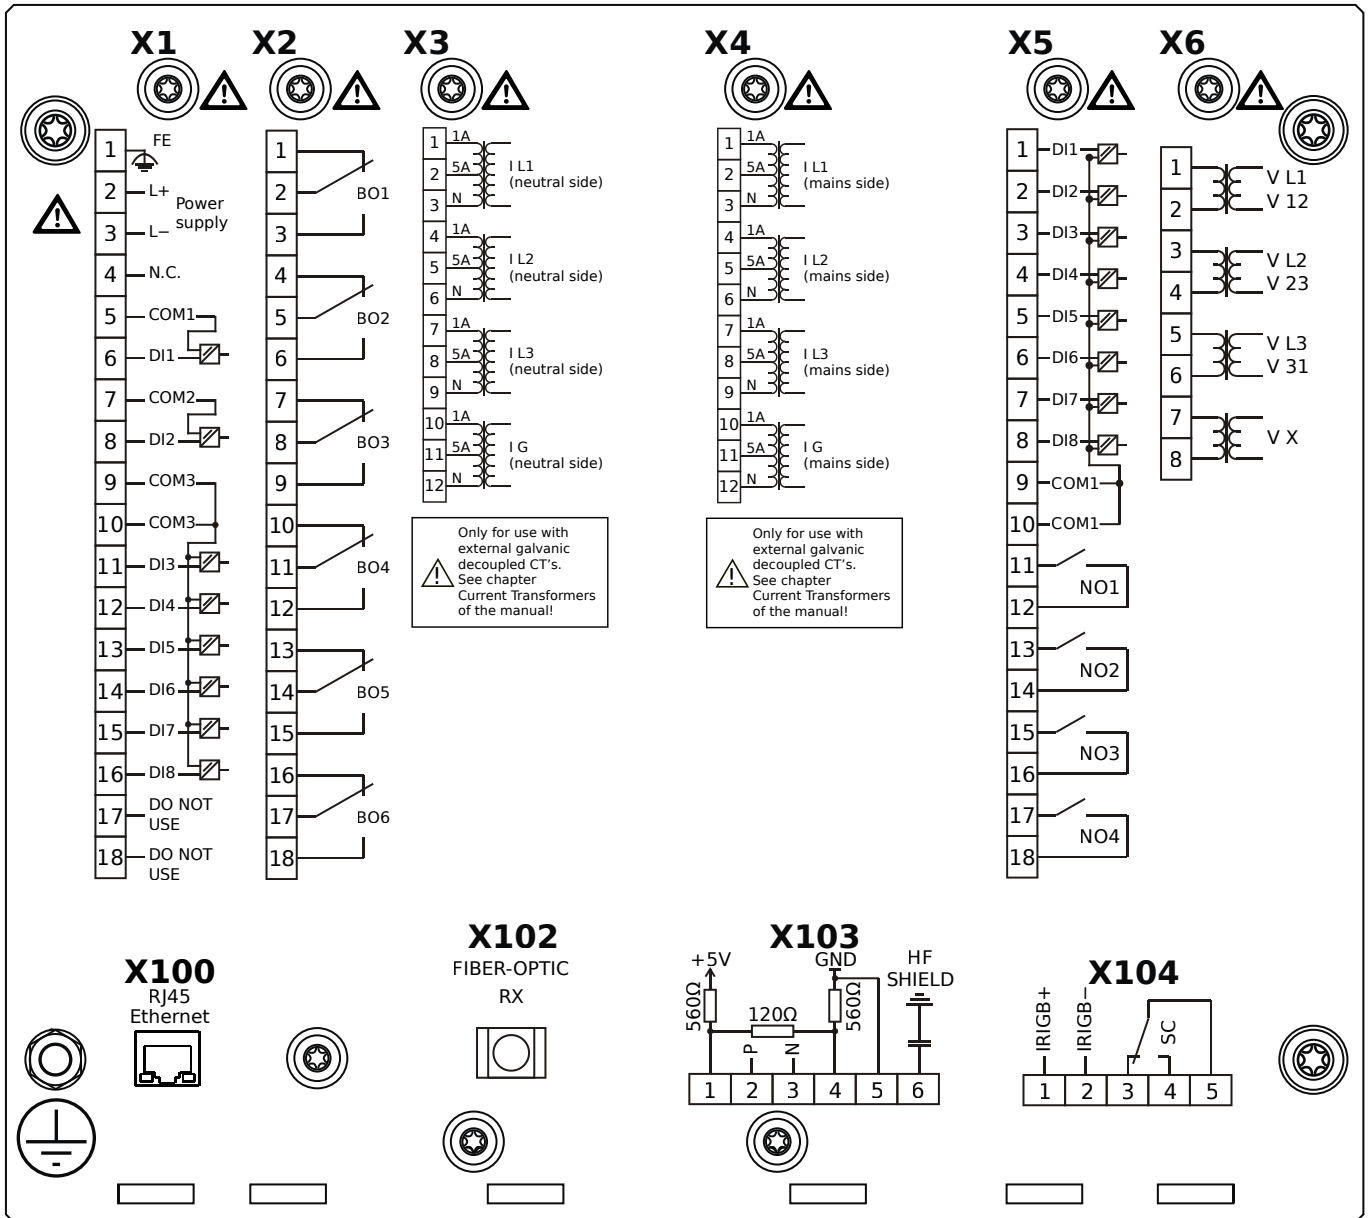 X1
X2
X3
X4
X5
X6
1
FE
2
L+
Power
supply
3
L−
4
N.C.
5
COM1
6
DI1
7
COM2
8
DI2
9
COM3
10
COM3
11
DI3
12
DI4
13
DI5
14
DI6
15
DI7
16
DI8
17
DO NOT
USE
18
DO NOT
USE
1
2
BO1
3
4
5
BO2
6
7
8
BO3
9
10
11
BO4
12
13
14
BO5
15
16
17
BO6
18
1 1A
2 5A
3 N
I L1
(neutral side)
4 1A
5 5A
6 N
I L2
(neutral side)
7 1A
8 5A
9 N
I L3
(neutral side)
10 1A
11 5A
12 N
I G
(neutral side)
Only for use with
external galvanic
decoupled CT's.
See chapter
Current Transformers
of the manual!
1 1A
2 5A
3 N
I L1
(mains side)
4 1A
5 5A
6 N
I L2
(mains side)
7 1A
8 5A
9 N
I L3
(mains side)
10 1A
11 5A
12 N
I G
(mains side)
Only for use with
external galvanic
decoupled CT's.
See chapter
Current Transformers
of the manual!
1 DI1
2 DI2
3 DI3
4 DI4
5 DI5
6 DI6
7 DI7
8 DI8
9 COM1
10 COM1
11
NO1
12
13
NO2
14
15
NO3
16
17
NO4
18
1
V L1
2
V 12
3
V L2
4
V 23
5
V L3
6
V 31
7
V X
8
X100
RJ45
Ethernet
X102
FIBER-OPTIC
RX
X103
+5V
GND
HF
SHIELD
560Ω
120Ω
560Ω
P
N
1 2 3 4 5 6
X104
IRIGB+
IRIGB−
SC
1 2 3 4 5